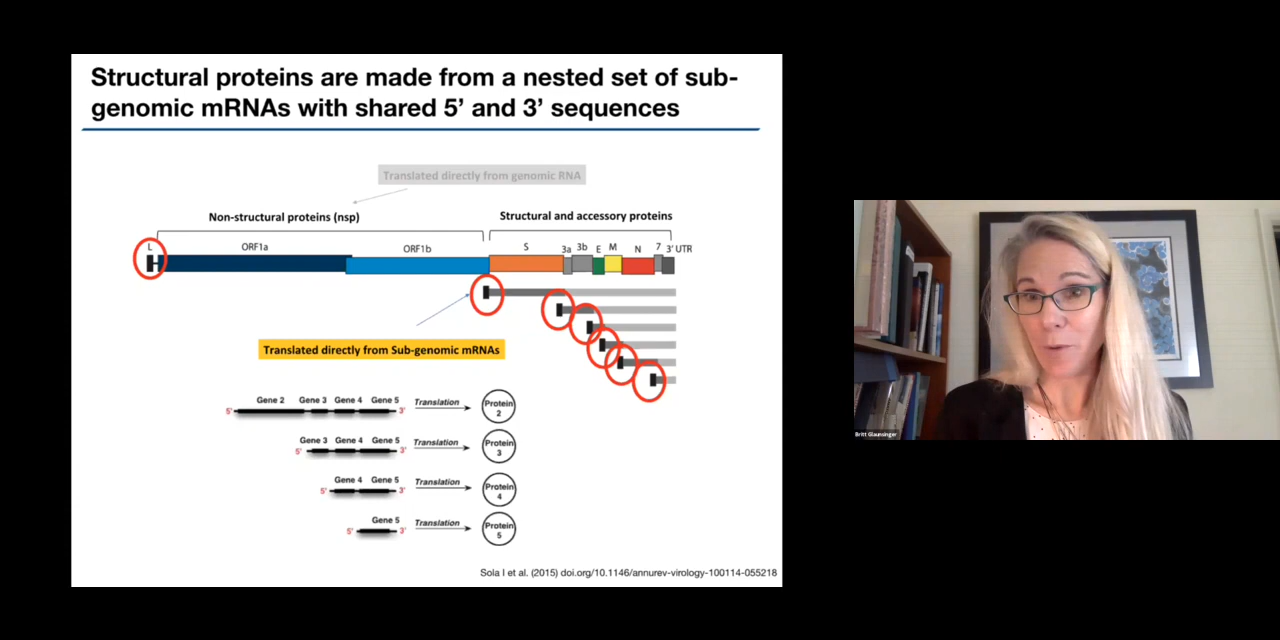 Structural proteins are made from a nested set of sub-
genomic mRNAs with shared 5’ and 3’ sequences
Translated directly from genomic RNA
Non-structural proteins (nsp)
Structural and accessory proteins
L
ORF1a
ORF1b
S
3a
3b
E
M
N
7
3’ UTR
Translated directly from Sub-genomic mRNAs
Gene 2 Gene 3 Gene 4 Gene 5
5’ 3’
Translation
Protein
2
Gene 3 Gene 4 Gene 5
5’ 3’
Translation
Protein
3
Gene 4 Gene 5
5’ 3’
Translation
Protein
4
Gene 5
5’ 3’
Translation
Protein
5
Sola I et al. (2015) doi.org/10.1146/annurev-virology-100114-055218
Britt Glaunsinger